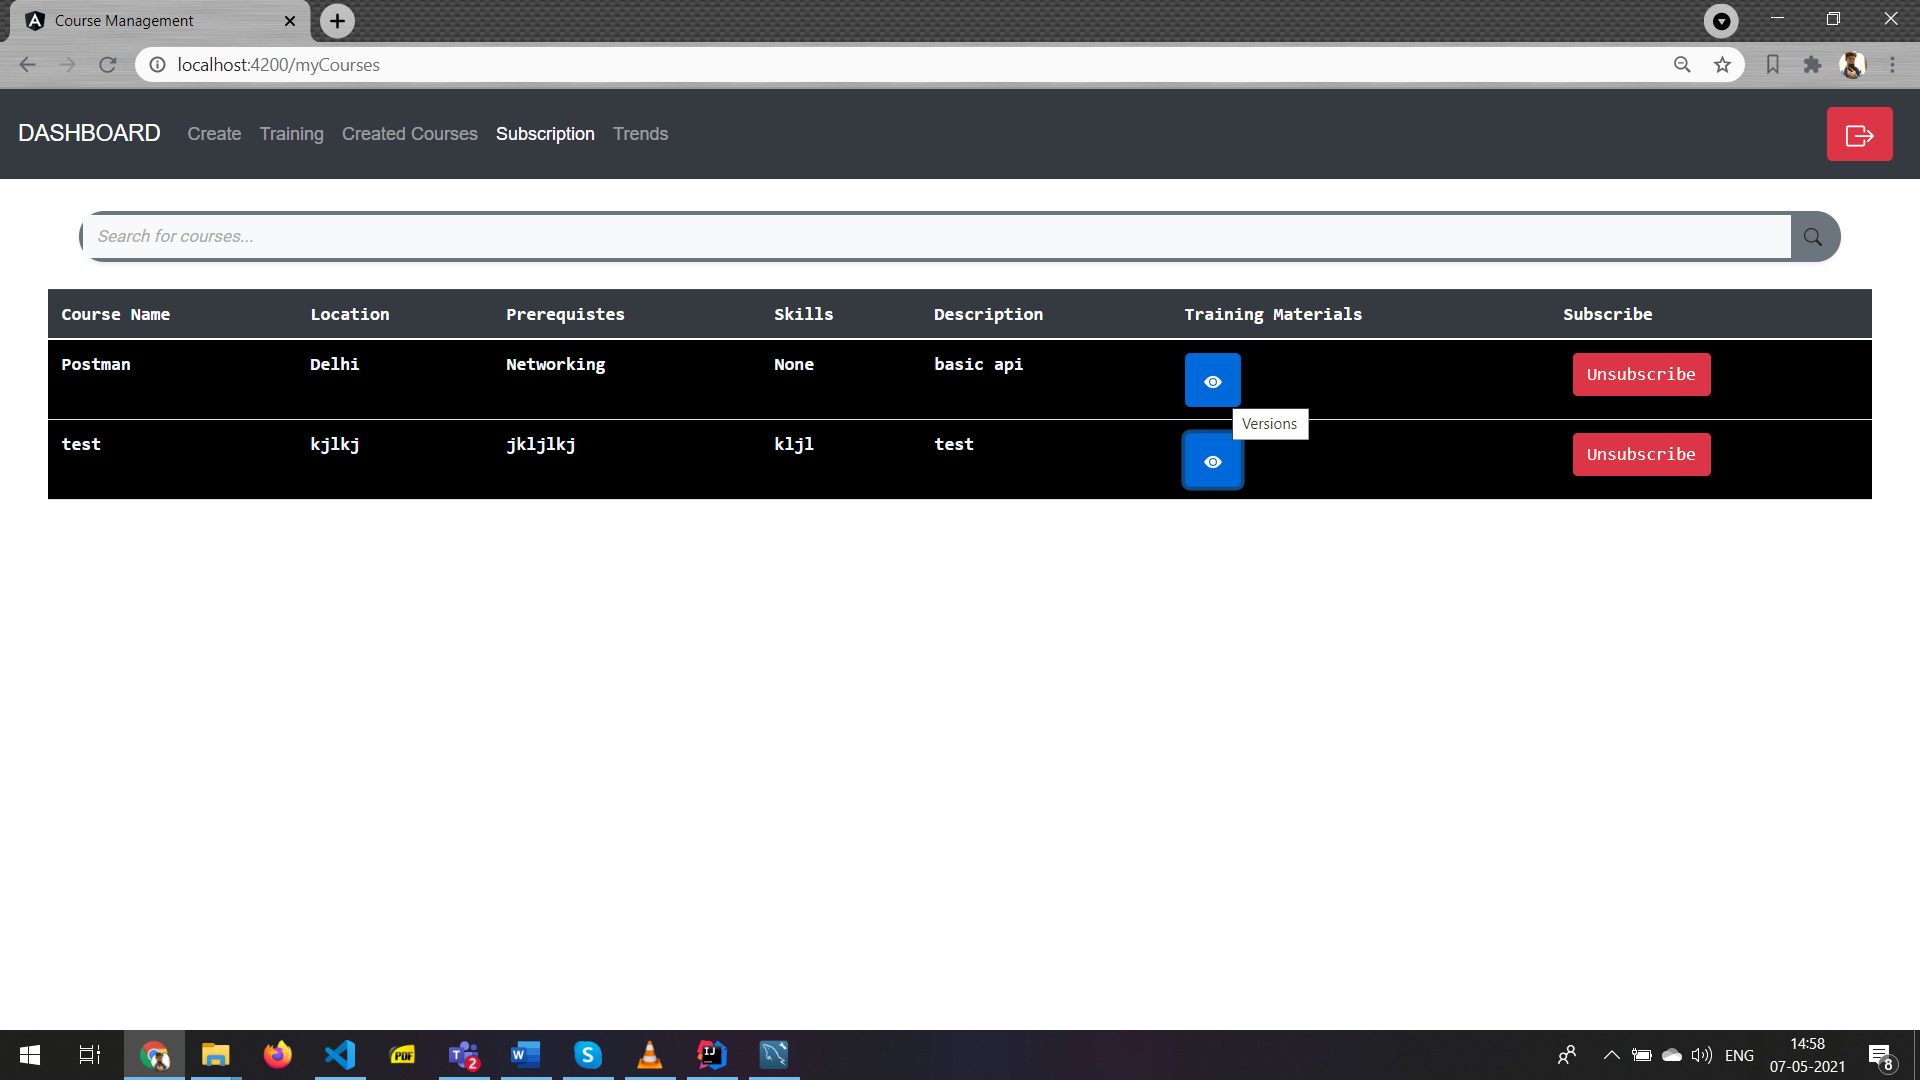 Course Management
localhost:4200/myCourses
DASHBOARD Create Training Created Courses Subscription Trends
Search for courses...
Course Name Location Prerequistes Skills Description Training Materials Subscribe
Postman Delhi Networking None basic api Unsubscribe
Versions
test kjlkj jkljlkj kljl test Unsubscribe
PDF
T 2
W
S
IJ
ENG
14:58
07-05-2021
8